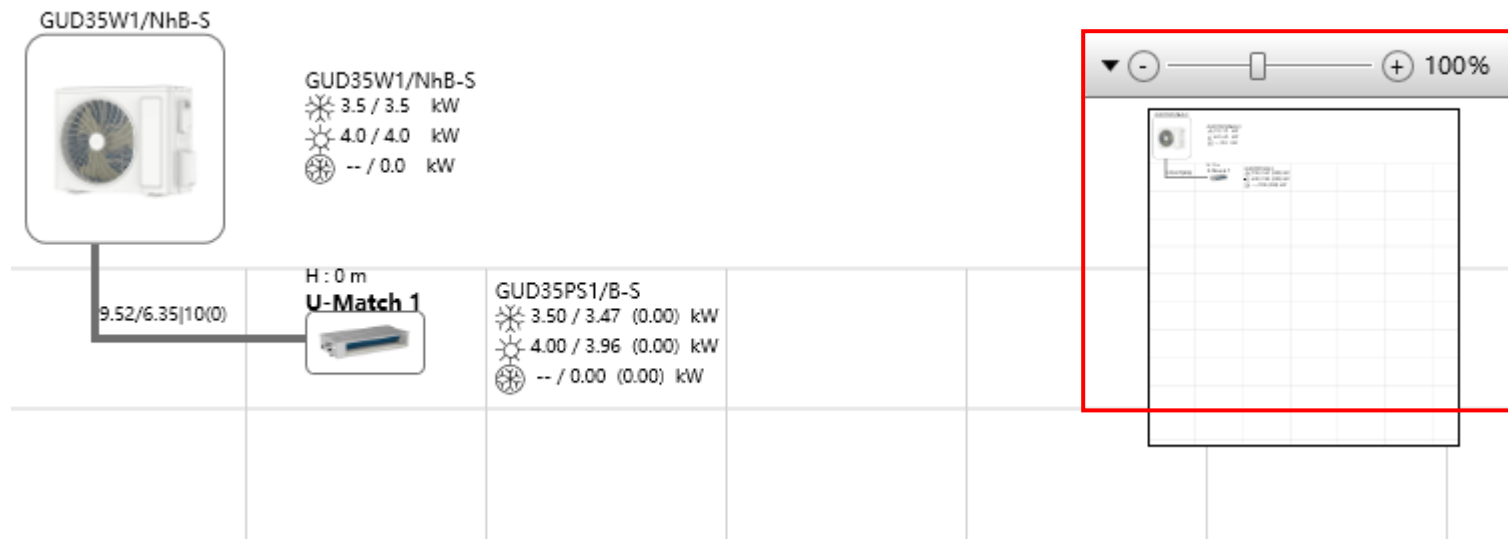 GUD35W1/NhB-S
GUD35W1/NhB-S
3.5 / 3.5 kW
4.0 / 4.0 kW
-- / 0.0 kW
- + 100%
9.52/6.35|10(0)
H : 0 m
U-Match 1
GUD35PS1/B-S
3.50 / 3.47 (0.00) kW
4.00 / 3.96 (0.00) kW
-- / 0.00 (0.00) kW